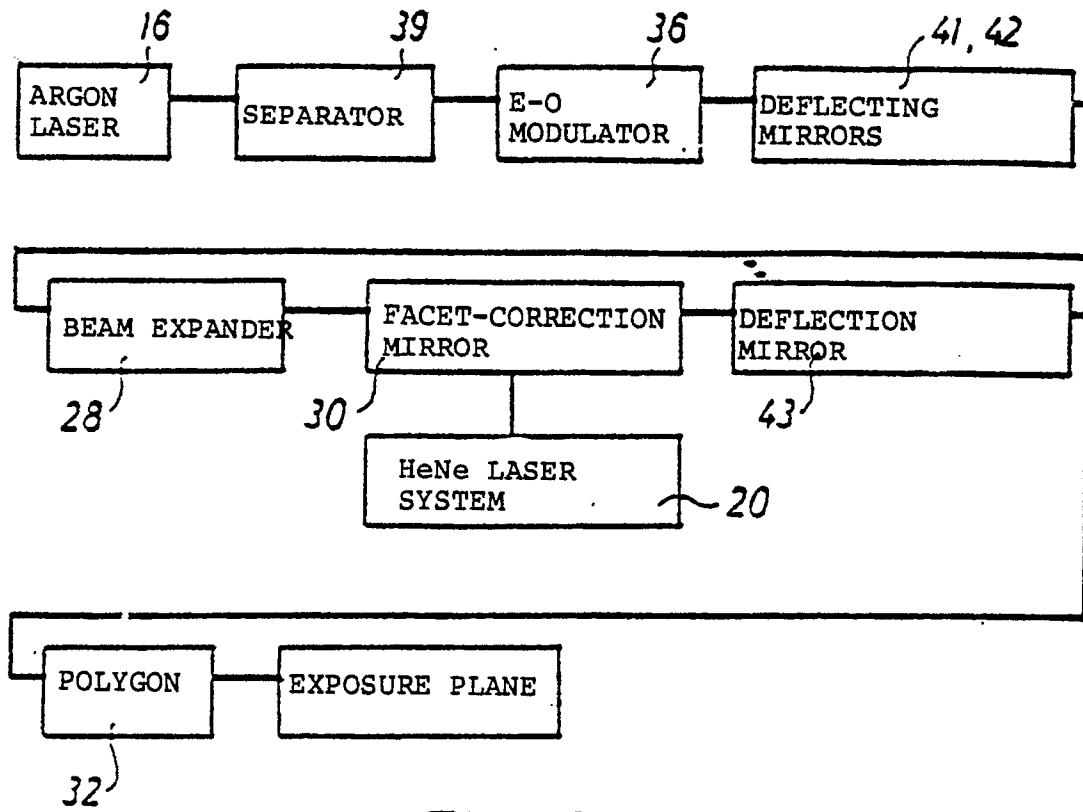 16
39
36
41, 42
ARGON
LASER
SEPARATOR
E-O
MODULATOR
DEFLECTING
MIRRORS
BEAM EXPANDER
FACET-CORRECTION
MIRROR
DEFLECTION
MIRROR
28
30
43
HeNe LASER
SYSTEM
20
POLYGON
EXPOSURE PLANE
32